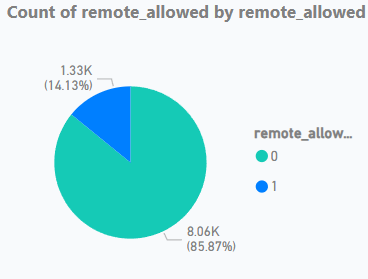 Count of remote_allowed by remote_allowed
1.33K
(14.13%)
remote_allow...
0
1
8.06K
(85.87%)